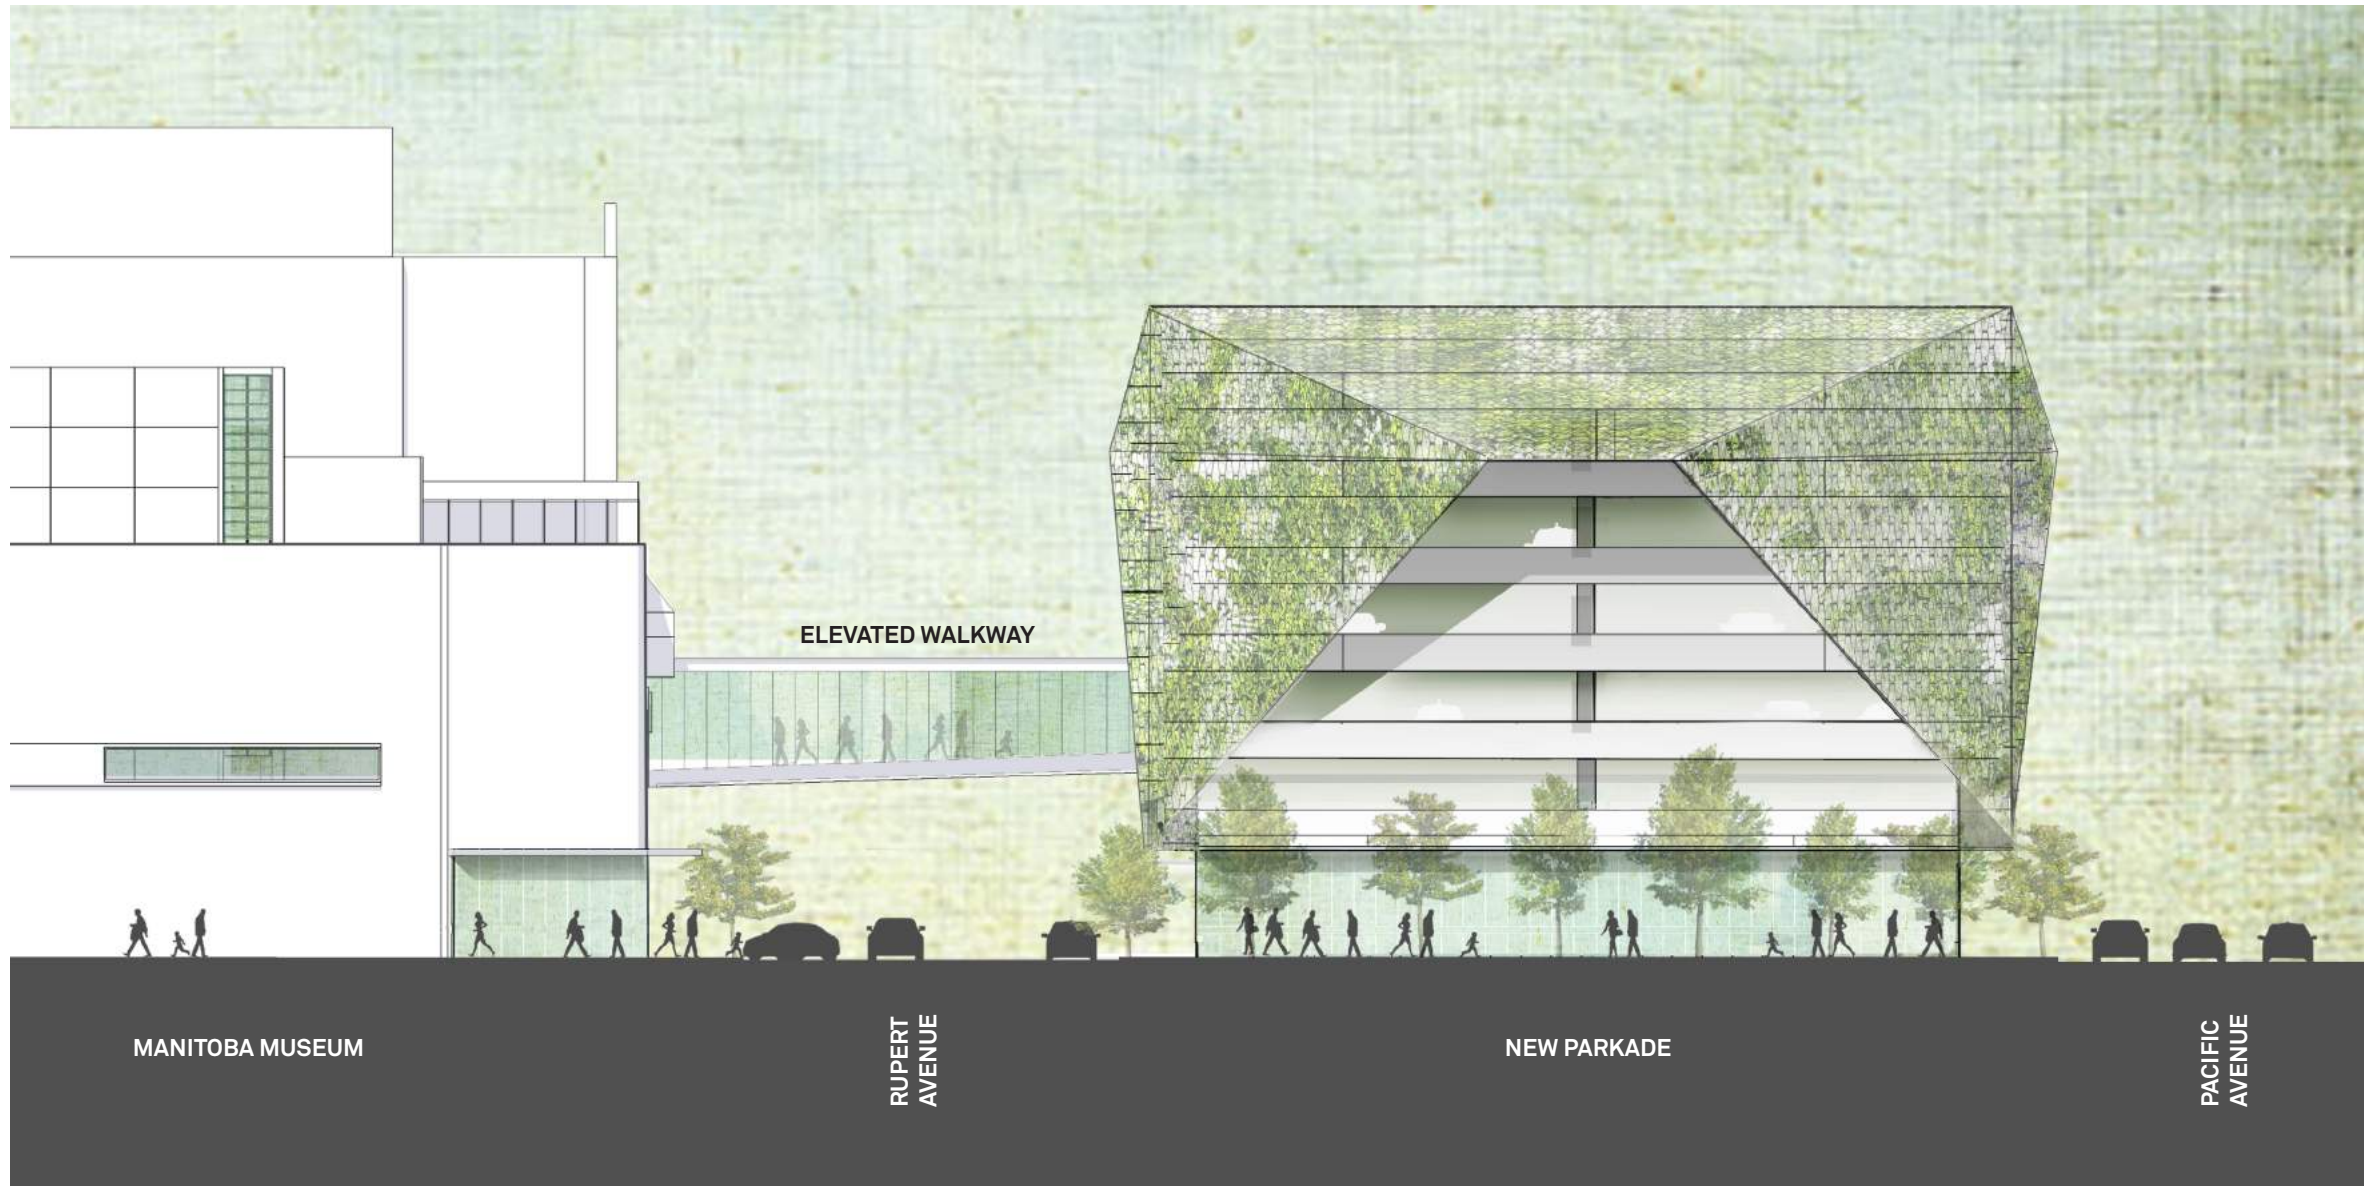 ELEVATED WALKWAY
MANITOBA MUSEUM
RUPERT
AVENUE
NEW PARKADE
PACIFIC
AVENUE